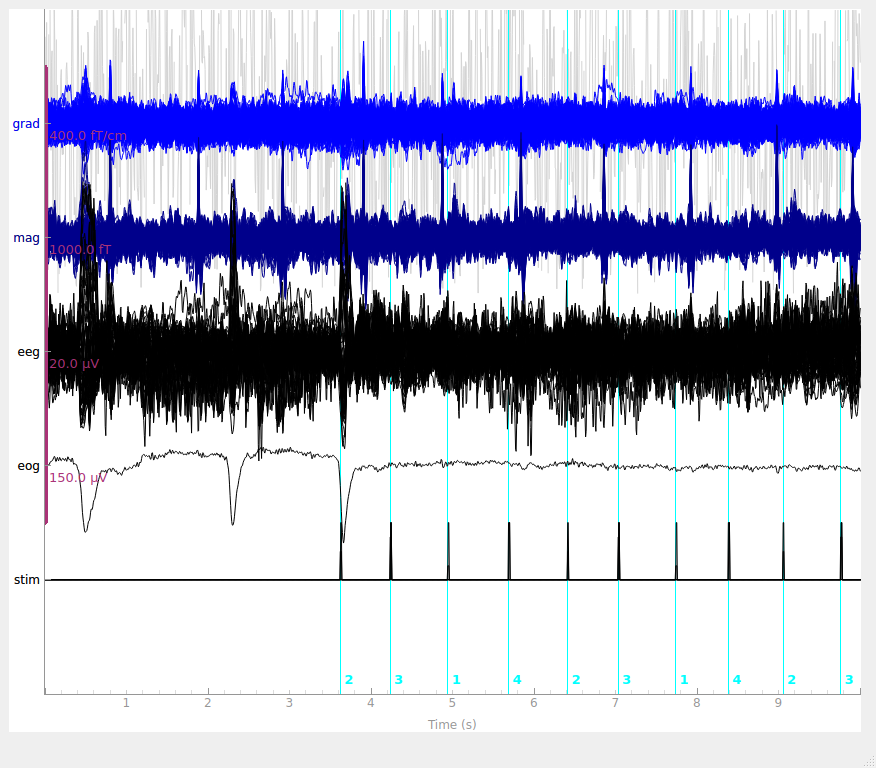 grad
400.0 fT/cm
mag
1000.0 fT
eeg
20.0 µV
eog
150.0 µV
stim
2 3 1 4 2 3 1 4 2 3
1 2 3 4 5 6 7 8 9
Time (s)